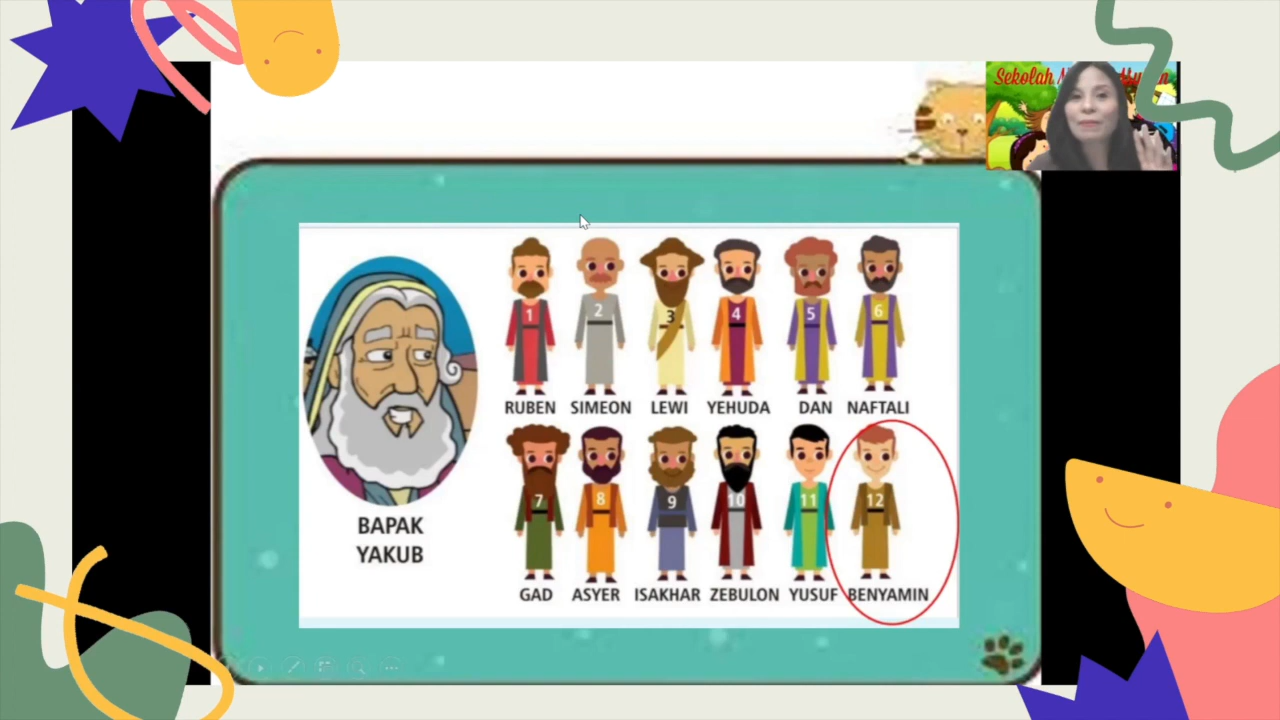 Sekolah
BAPAK
YAKUB
1 2 3 4 5 6
RUBEN SIMEON LEWI YEHUDA DAN NAFTALI
7 8 9 10 11 12
GAD ASYER ISAKHAR ZEBULON YUSUF BENYAMIN